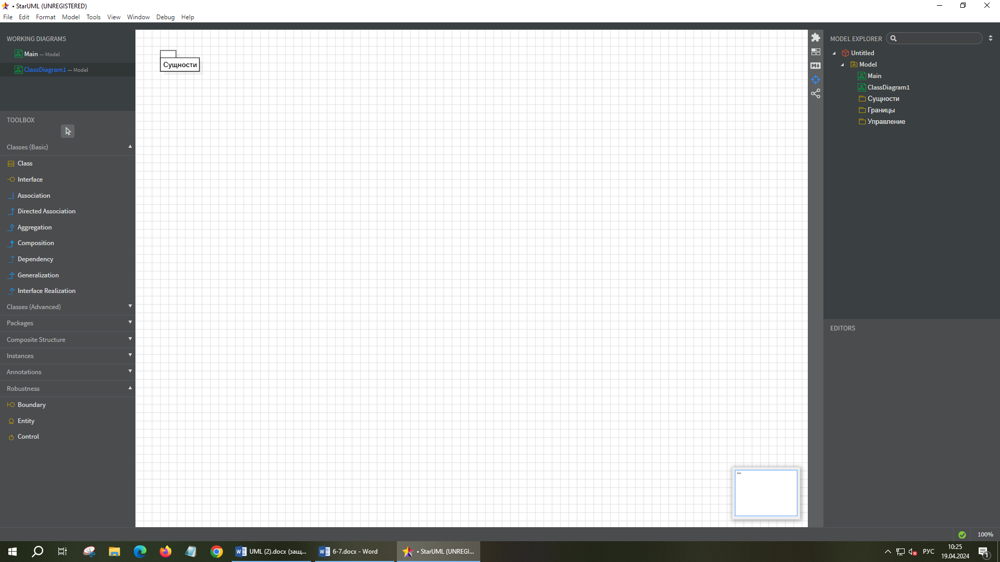 • StarUML (UNREGISTERED)
File Edit Format Model Tools View Window Debug Help
WORKING DIAGRAMS
Main — Model
ClassDiagram1 — Model
TOOLBOX
Classes (Basic)
Class
Interface
Association
Directed Association
Aggregation
Composition
Dependency
Generalization
Interface Realization
Classes (Advanced)
Packages
Composite Structure
Instances
Annotations
Robustness
Boundary
Entity
Control
Сущности
MODEL EXPLORER
Untitled
Model
Main
ClassDiagram1
Сущности
Границы
Управление
EDITORS
100%
UML (2).docx (защ...
6-7.docx - Word
• StarUML (UNREGI...
РУС
10:25
19.04.2024
1